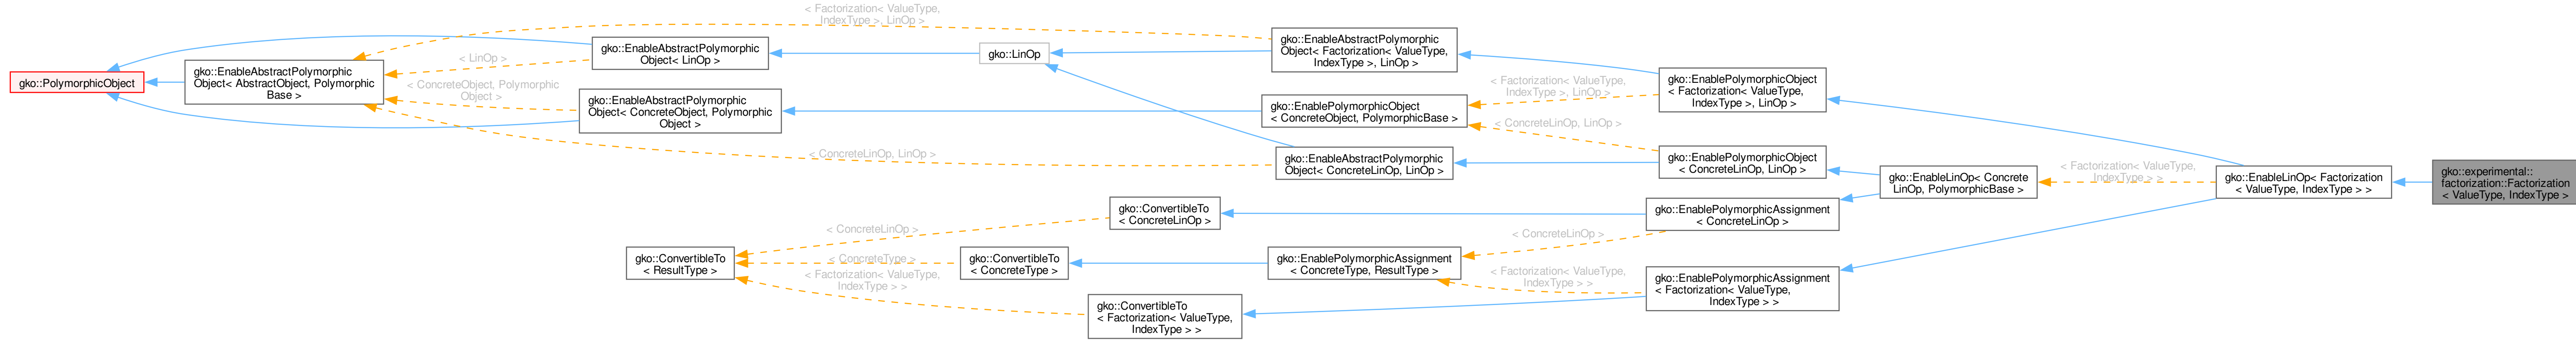 gko::PolymorphicObject
gko::EnableAbstractPolymorphic
Object< AbstractObject, Polymorphic
Base >
< Factorization< ValueType,
IndexType >, LinOp >
< LinOp >
< ConcreteObject, Polymorphic
Object >
gko::EnableAbstractPolymorphic
Object< LinOp >
gko::EnableAbstractPolymorphic
Object< ConcreteObject, Polymorphic
Object >
< ConcreteLinOp, LinOp >
gko::LinOp
gko::EnableAbstractPolymorphic
Object< Factorization< ValueType,
IndexType >, LinOp >
gko::EnablePolymorphicObject
< ConcreteObject, PolymorphicBase >
gko::EnableAbstractPolymorphic
Object< ConcreteLinOp, LinOp >
< Factorization< ValueType,
IndexType >, LinOp >
< ConcreteLinOp, LinOp >
gko::EnablePolymorphicObject
< Factorization< ValueType,
IndexType >, LinOp >
gko::EnablePolymorphicObject
< ConcreteLinOp, LinOp >
gko::EnableLinOp< Concrete
LinOp, PolymorphicBase >
< Factorization< ValueType,
IndexType > >
gko::EnableLinOp< Factorization
< ValueType, IndexType > >
gko::experimental::
factorization::Factorization
< ValueType, IndexType >
gko::ConvertibleTo
< ResultType >
< ConcreteLinOp >
< ConcreteType >
< Factorization< ValueType,
IndexType > >
gko::ConvertibleTo
< ConcreteLinOp >
gko::ConvertibleTo
< ConcreteType >
gko::ConvertibleTo
< Factorization< ValueType,
IndexType > >
gko::EnablePolymorphicAssignment
< ConcreteType, ResultType >
< ConcreteLinOp >
< Factorization< ValueType,
IndexType > >
gko::EnablePolymorphicAssignment
< ConcreteLinOp >
gko::EnablePolymorphicAssignment
< Factorization< ValueType,
IndexType > >